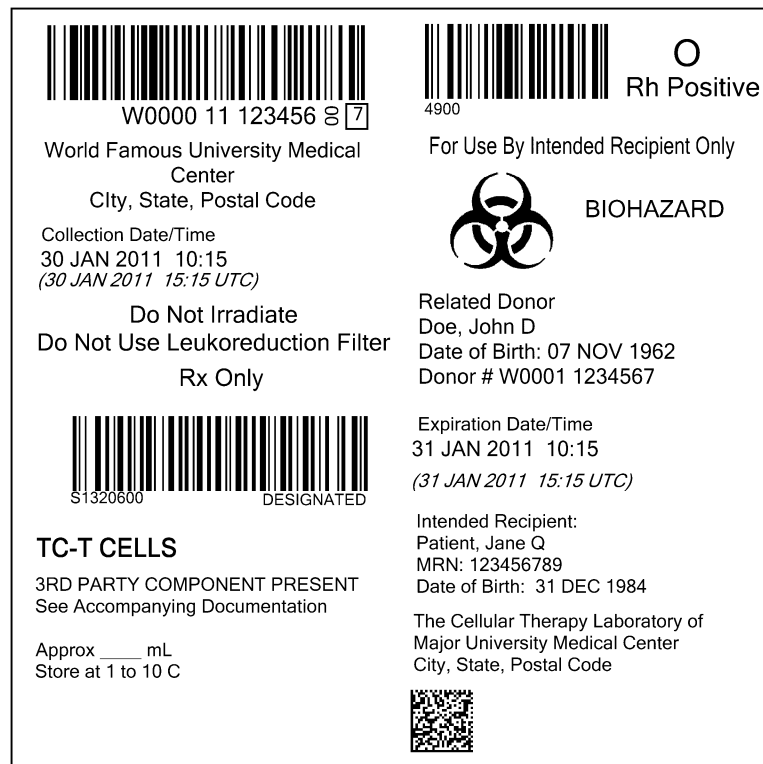 W0000 11 123456 00 7
World Famous University Medical
Center
CIty, State, Postal Code
Collection Date/Time
30 JAN 2011 10:15
(30 JAN 2011 15:15 UTC)
Do Not Irradiate
Do Not Use Leukoreduction Filter
Rx Only
S1320600 DESIGNATED
TC-T CELLS
3RD PARTY COMPONENT PRESENT
See Accompanying Documentation
Approx ____ mL
Store at 1 to 10 C
4900
O
Rh Positive
For Use By Intended Recipient Only
BIOHAZARD
Related Donor
Doe, John D
Date of Birth: 07 NOV 1962
Donor # W0001 1234567
Expiration Date/Time
31 JAN 2011 10:15
(31 JAN 2011 15:15 UTC)
Intended Recipient:
Patient, Jane Q
MRN: 123456789
Date of Birth: 31 DEC 1984
The Cellular Therapy Laboratory of
Major University Medical Center
City, State, Postal Code